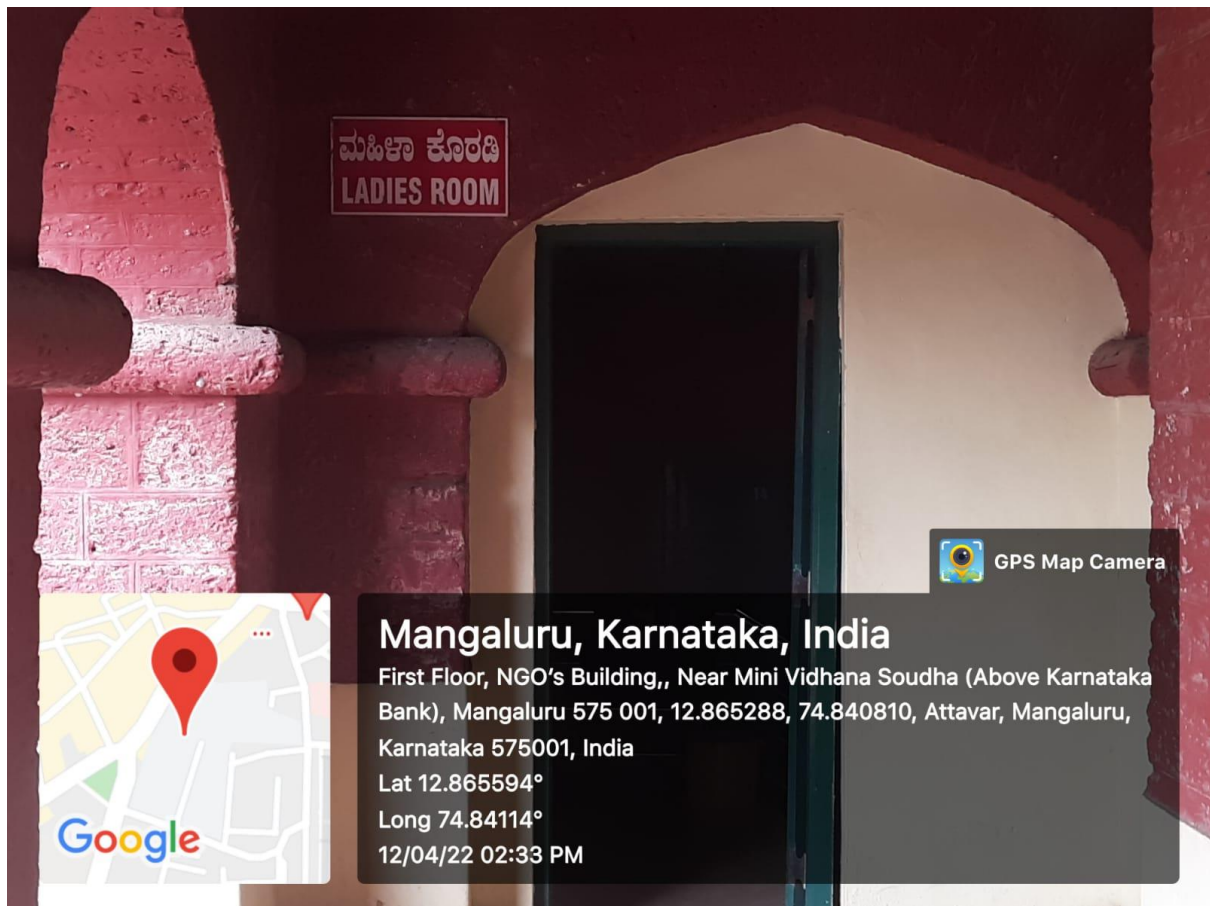 ಮಹಿಳಾ ಕೊಠಡಿ
LADIES ROOM
GPS Map Camera
Mangaluru, Karnataka, India
First Floor, NGO's Building,, Near Mini Vidhana Soudha (Above Karnataka
Bank), Mangaluru 575 001, 12.865288, 74.840810, Attavar, Mangaluru,
Karnataka 575001, India
Lat 12.865594°
Long 74.84114°
12/04/22 02:33 PM
Google